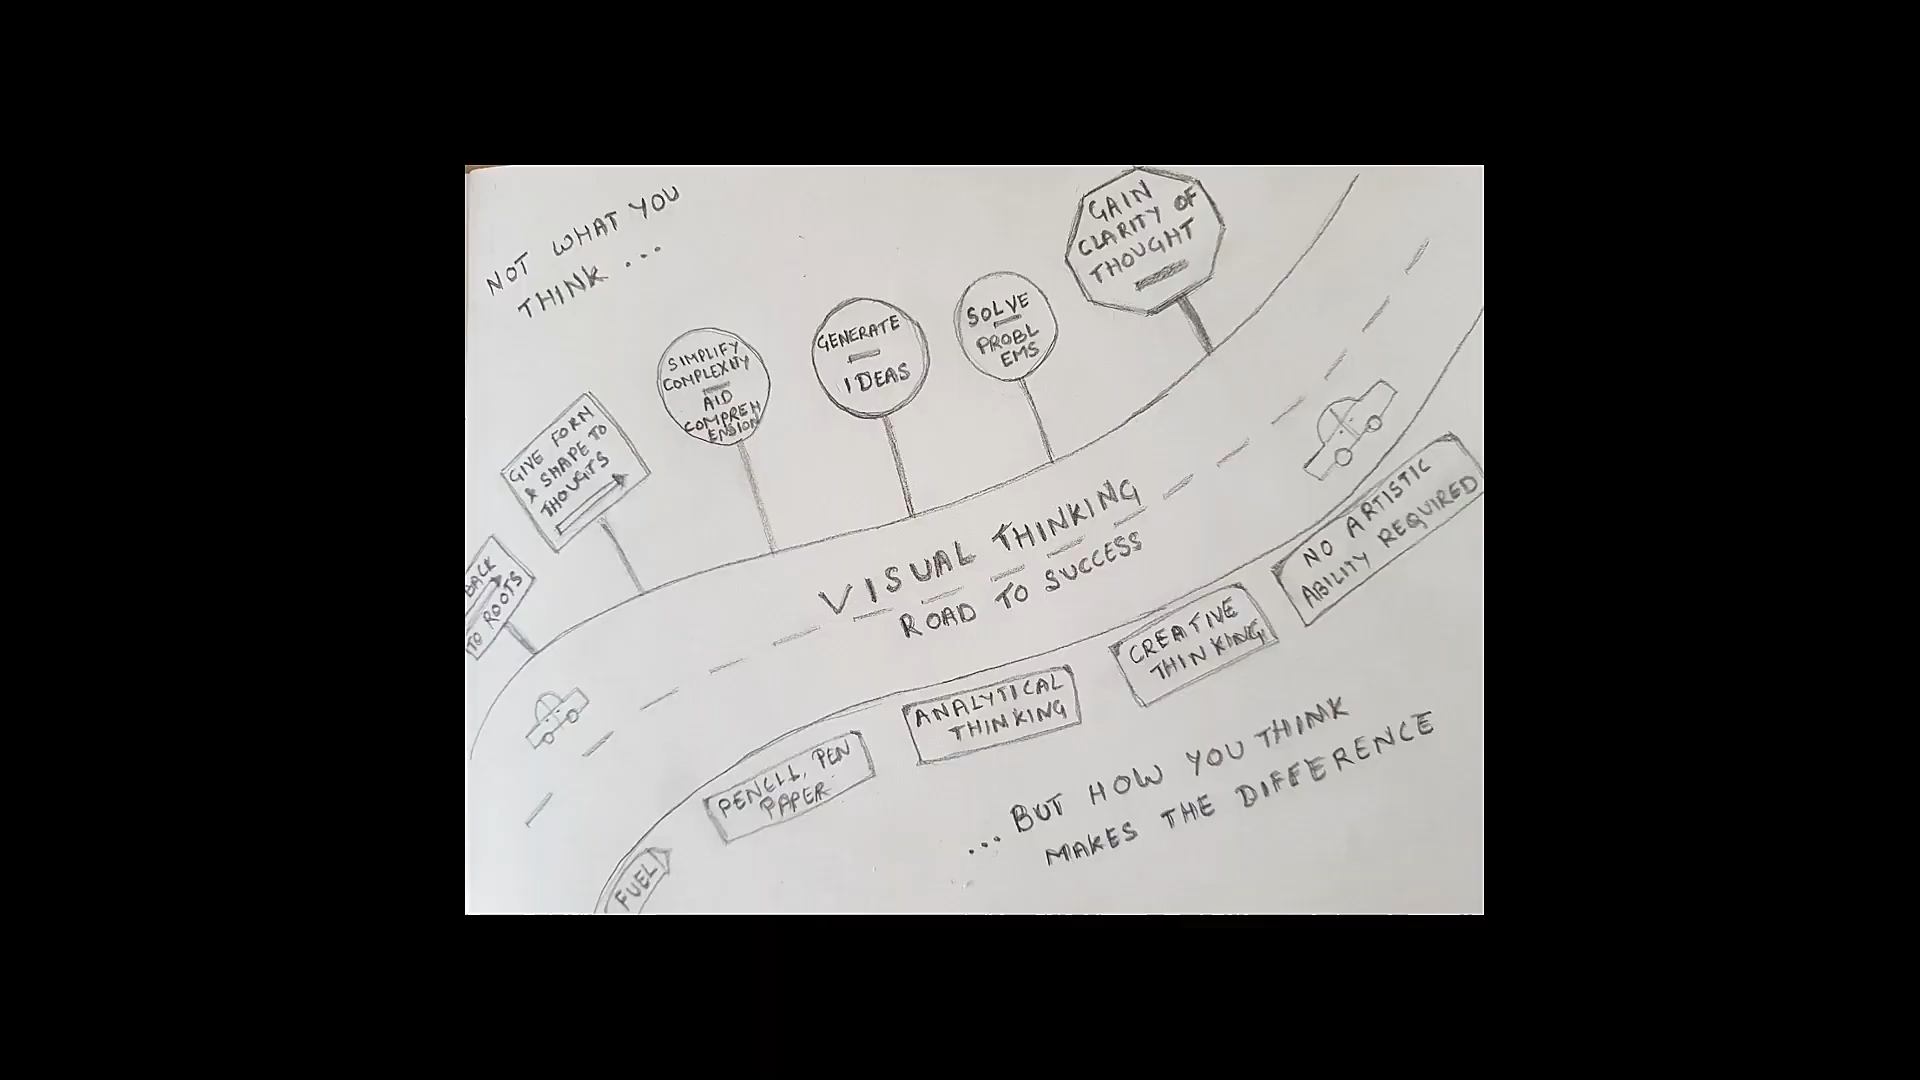 NOT WHAT YOU
THINK ...
GAIN
CLARITY OF
THOUGHT
SOLVE
PROBL
EMS
GENERATE
IDEAS
SIMPLIFY
COMPLEXITY
AID
COMPREH
ENSION
GIVE FORM
& SHAPE TO
THOUGTS
BACK
TO ROOTS
VISUAL THINKING
ROAD TO SUCCESS
NO ARTISTIC
ABILITY REQUIRED
CREATIVE
THINKING
ANALYTICAL
THINKING
PENCIL, PEN
PAPER
FUEL
... BUT HOW YOU THINK
MAKES THE DIFFERENCE